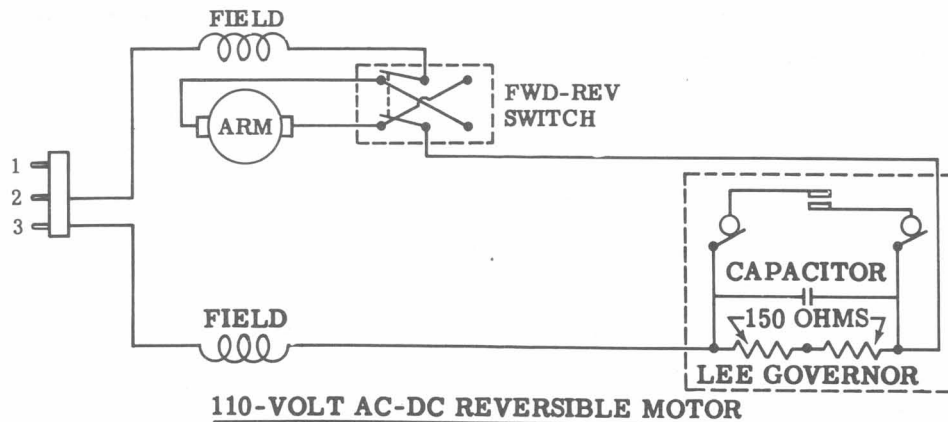 FIELD
ARM
FWD-REV
SWITCH
1
2
3
CAPACITOR
150 OHMS
FIELD
LEE GOVERNOR
110-VOLT AC-DC REVERSIBLE MOTOR